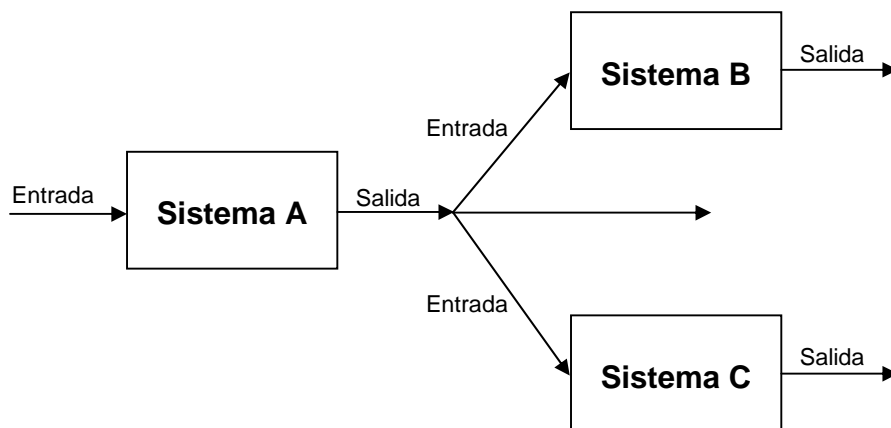 Entrada
Sistema A
Salida
Entrada
Sistema B
Salida
Entrada
Sistema C
Salida